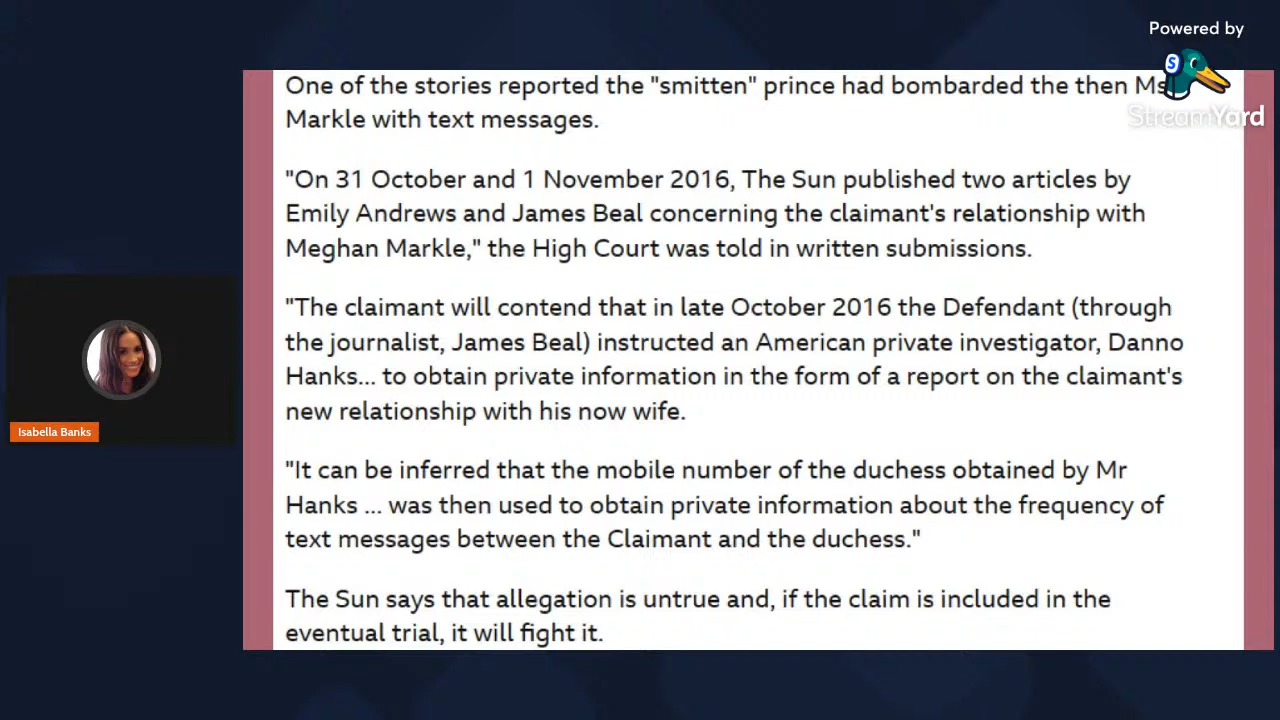 Powered by
S
StreamYard
One of the stories reported the "smitten" prince had bombarded the then Ms
Markle with text messages.
"On 31 October and 1 November 2016, The Sun published two articles by
Emily Andrews and James Beal concerning the claimant's relationship with
Meghan Markle," the High Court was told in written submissions.
"The claimant will contend that in late October 2016 the Defendant (through
the journalist, James Beal) instructed an American private investigator, Danno
Hanks... to obtain private information in the form of a report on the claimant's
new relationship with his now wife.
"It can be inferred that the mobile number of the duchess obtained by Mr
Hanks ... was then used to obtain private information about the frequency of
text messages between the Claimant and the duchess."
The Sun says that allegation is untrue and, if the claim is included in the
eventual trial, it will fight it.
Isabella Banks